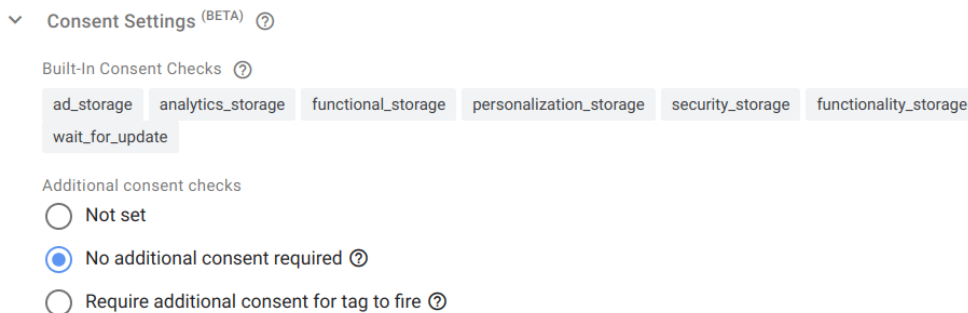 Consent Settings (BETA)
Built-In Consent Checks
ad_storage analytics_storage functional_storage personalization_storage security_storage functionality_storage
wait_for_update
Additional consent checks
Not set
No additional consent required
Require additional consent for tag to fire